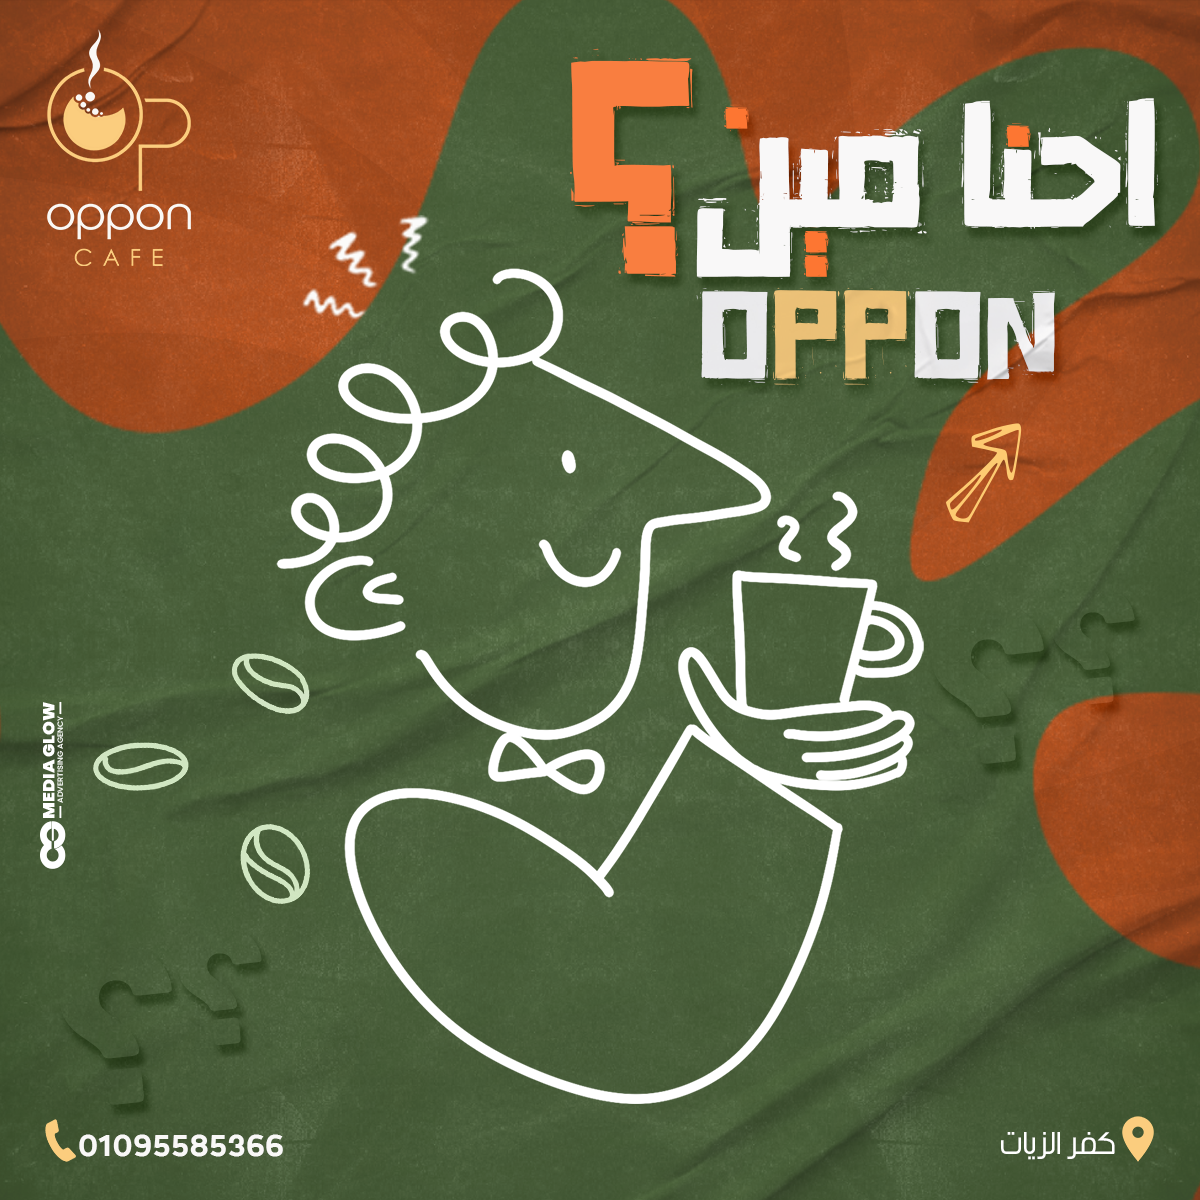 oppon
CAFE
احنا مين؟
OPPON
MEDIA GLOW
ADVERTISING AGENCY
01095585366
كفر الزيات